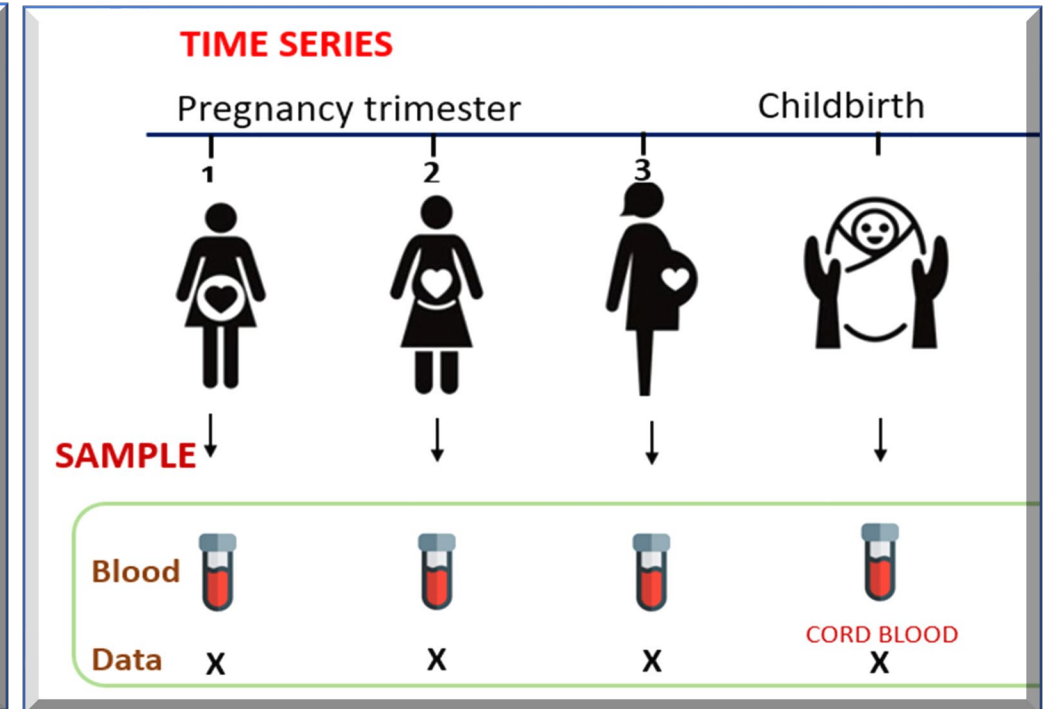 TIME SERIES
Pregnancy trimester
Childbirth
1
2
3
SAMPLE
Blood
CORD BLOOD
Data X X X X